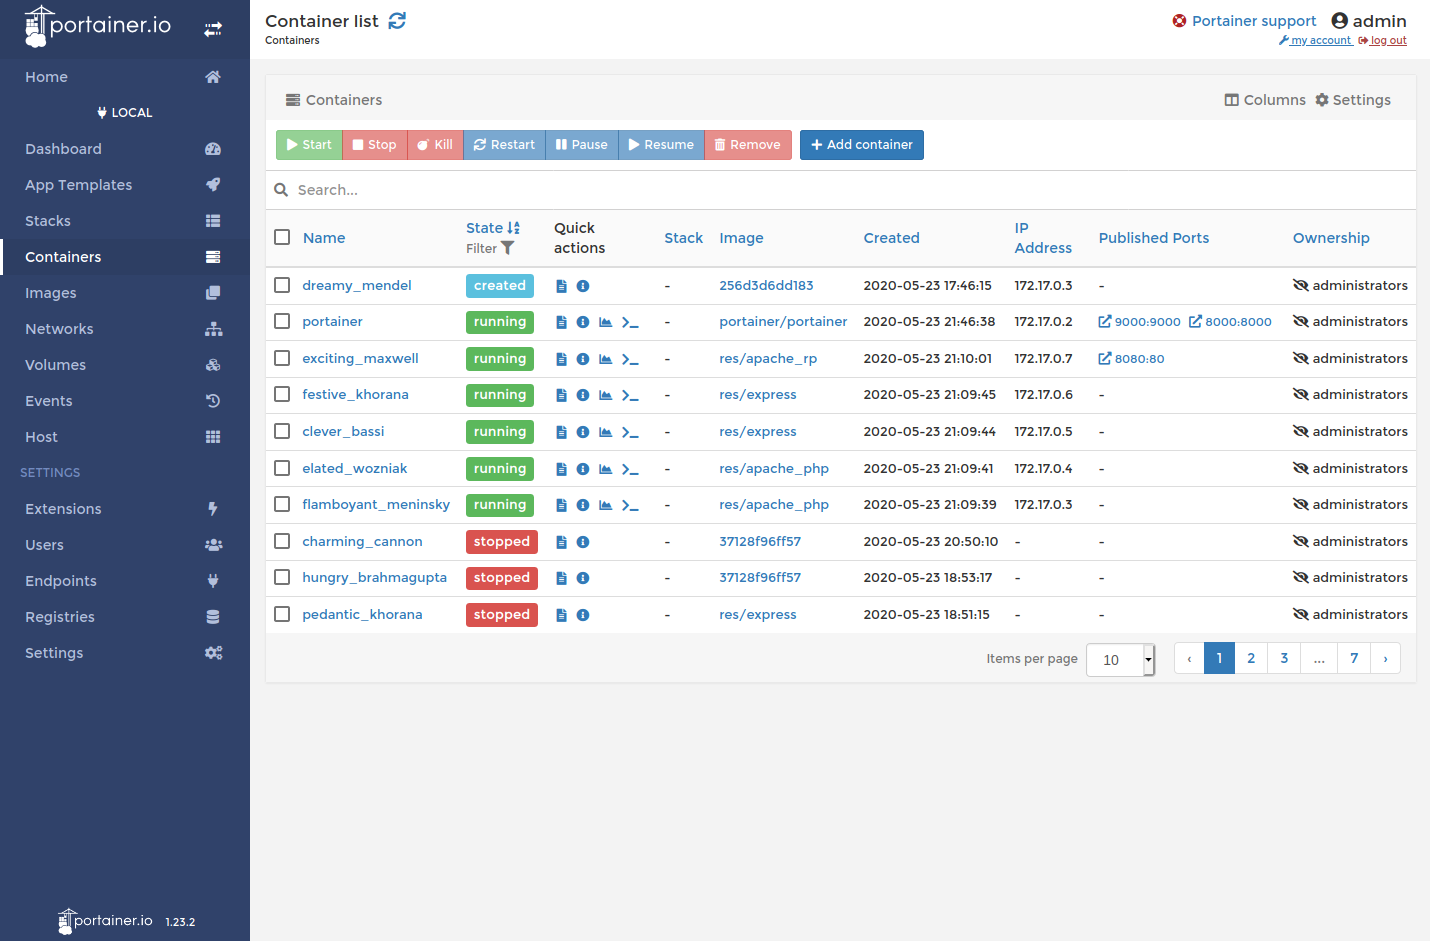 portainer.io
Home
LOCAL
Dashboard
App Templates
Stacks
Containers
Images
Networks
Volumes
Events
Host
SETTINGS
Extensions
Users
Endpoints
Registries
Settings
portainer.io 1.23.2
Container list
Containers
Portainer support admin
my account log out
Containers
Columns Settings
Start Stop Kill Restart Pause Resume Remove Add container
Search...
Name State Filter Quick actions Stack Image Created IP Address Published Ports Ownership
dreamy_mendel created - 256d3d6dd183 2020-05-23 17:46:15 172.17.0.3 - administrators
portainer running - portainer/portainer 2020-05-23 21:46:38 172.17.0.2 9000:9000 8000:8000 administrators
exciting_maxwell running - res/apache_rp 2020-05-23 21:10:01 172.17.0.7 8080:80 administrators
festive_khorana running - res/express 2020-05-23 21:09:45 172.17.0.6 - administrators
clever_bassi running - res/express 2020-05-23 21:09:44 172.17.0.5 - administrators
elated_wozniak running - res/apache_php 2020-05-23 21:09:41 172.17.0.4 - administrators
flamboyant_meninsky running - res/apache_php 2020-05-23 21:09:39 172.17.0.3 - administrators
charming_cannon stopped - 37128f96ff57 2020-05-23 20:50:10 - - administrators
hungry_brahmagupta stopped - 37128f96ff57 2020-05-23 18:53:17 - - administrators
pedantic_khorana stopped - res/express 2020-05-23 18:51:15 - - administrators
Items per page 10 ‹ 1 2 3 ... 7 ›